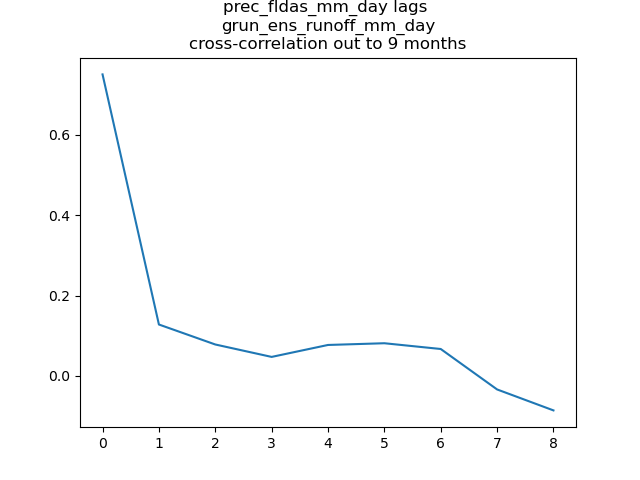 prec_fldas_mm_day lags
grun_ens_runoff_mm_day
cross-correlation out to 9 months
0.6
0.4
0.2
0.0
0 1 2 3 4 5 6 7 8